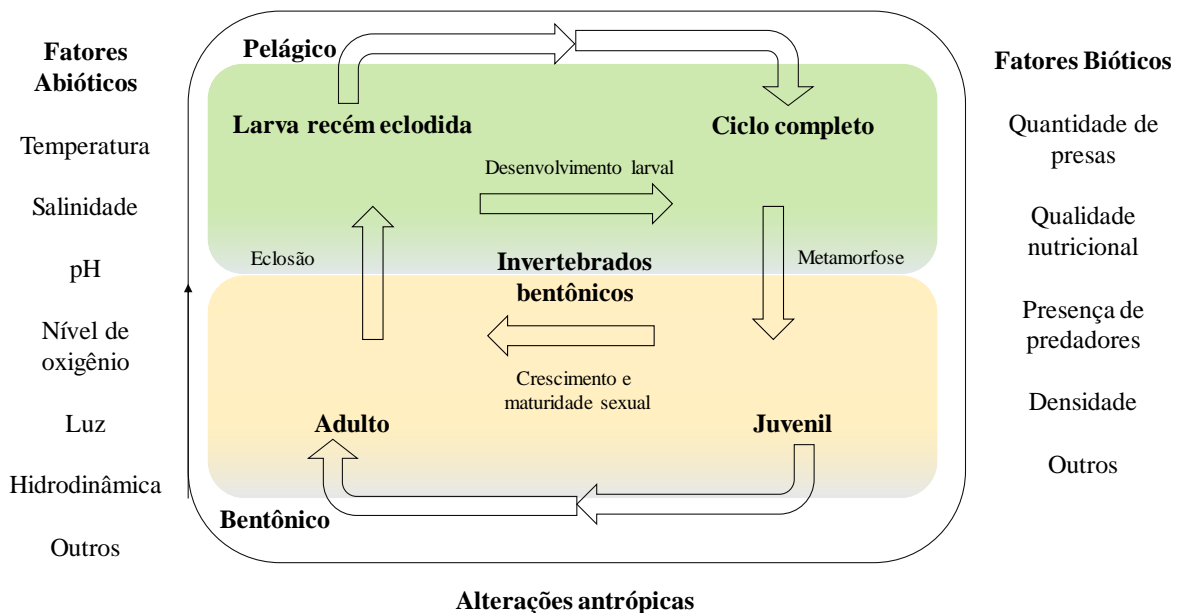 Fatores
Abióticos
Temperatura
Salinidade
pH
Nível de
oxigênio
Luz
Hidrodinâmica
Outros
Pelágico
Larva recém eclodida
Ciclo completo
Desenvolvimento larval
Eclosão
Invertebrados
bentônicos
Metamorfose
Crescimento e
maturidade sexual
Adulto
Juvenil
Bentônico
Alterações antrópicas
Fatores Bióticos
Quantidade de
presas
Qualidade
nutricional
Presença de
predadores
Densidade
Outros